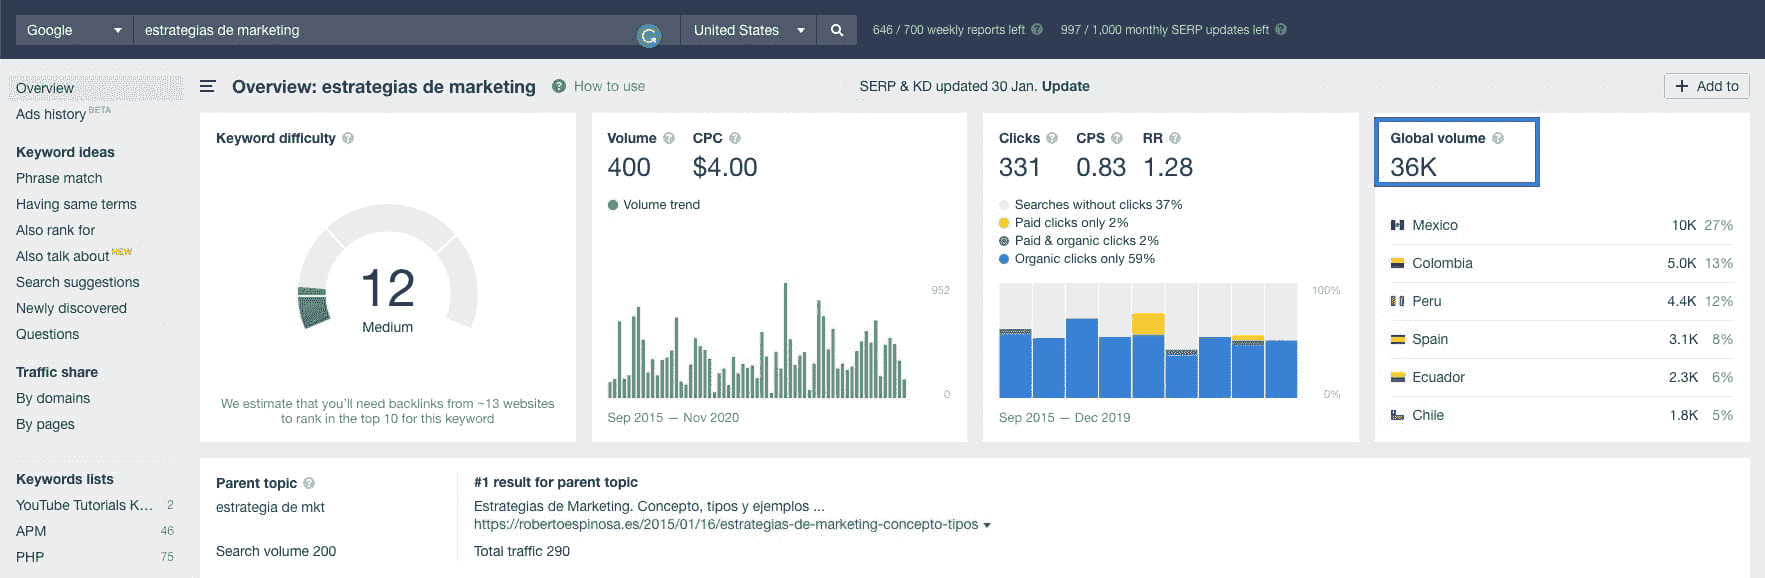 Google estrategias de marketing United States 646 / 700 weekly reports left 997 / 1,000 monthly SERP updates left
Overview
Ads history BETA
Keyword ideas
Phrase match
Having same terms
Also rank for
Also talk about NEW
Search suggestions
Newly discovered
Questions
Traffic share
By domains
By pages
Keywords lists
YouTube Tutorials K... 2
APM 46
PHP 75
Overview: estrategias de marketing How to use SERP & KD updated 30 Jan. Update + Add to
Keyword difficulty
12
Medium
We estimate that you'll need backlinks from ~13 websites
to rank in the top 10 for this keyword
Volume CPC
400 $4.00
Volume trend
952
0
Sep 2015 — Nov 2020
Clicks CPS RR
331 0.83 1.28
Searches without clicks 37%
Paid clicks only 2%
Paid & organic clicks 2%
Organic clicks only 59%
100%
0%
Sep 2015 — Dec 2019
Global volume
36K
Mexico 10K 27%
Colombia 5.0K 13%
Peru 4.4K 12%
Spain 3.1K 8%
Ecuador 2.3K 6%
Chile 1.8K 5%
Parent topic
estrategia de mkt
Search volume 200
#1 result for parent topic
Estrategias de Marketing. Concepto, tipos y ejemplos ...
https://robertoespinosa.es/2015/01/16/estrategias-de-marketing-concepto-tipos
Total traffic 290